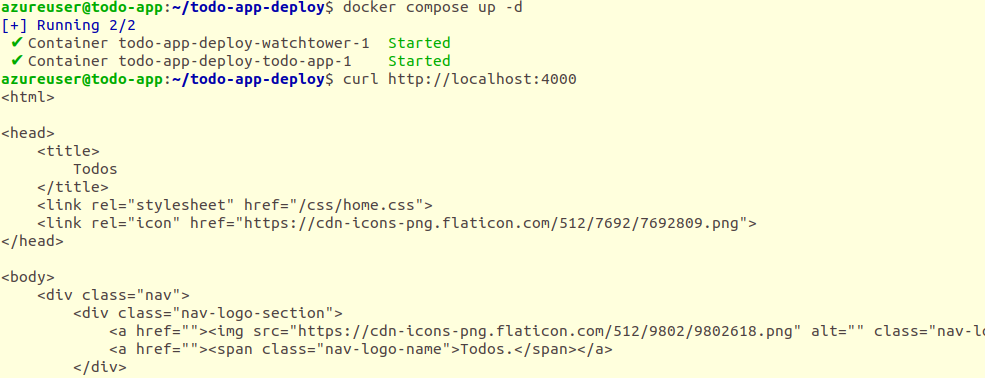 azureuser@todo-app:~/todo-app-deploy$ docker compose up -d
[+] Running 2/2
✔ Container todo-app-deploy-watchtower-1  Started
✔ Container todo-app-deploy-todo-app-1    Started
azureuser@todo-app:~/todo-app-deploy$ curl http://localhost:4000
<html>
<head>
    <title>
        Todos
    </title>
    <link rel="stylesheet" href="/css/home.css">
    <link rel="icon" href="https://cdn-icons-png.flaticon.com/512/7692/7692809.png">
</head>
<body>
    <div class="nav">
        <div class="nav-logo-section">
            <a href=""><img src="https://cdn-icons-png.flaticon.com/512/9802/9802618.png" alt="" class="nav-lo
            <a href=""><span class="nav-logo-name">Todos.</span></a>
        </div>